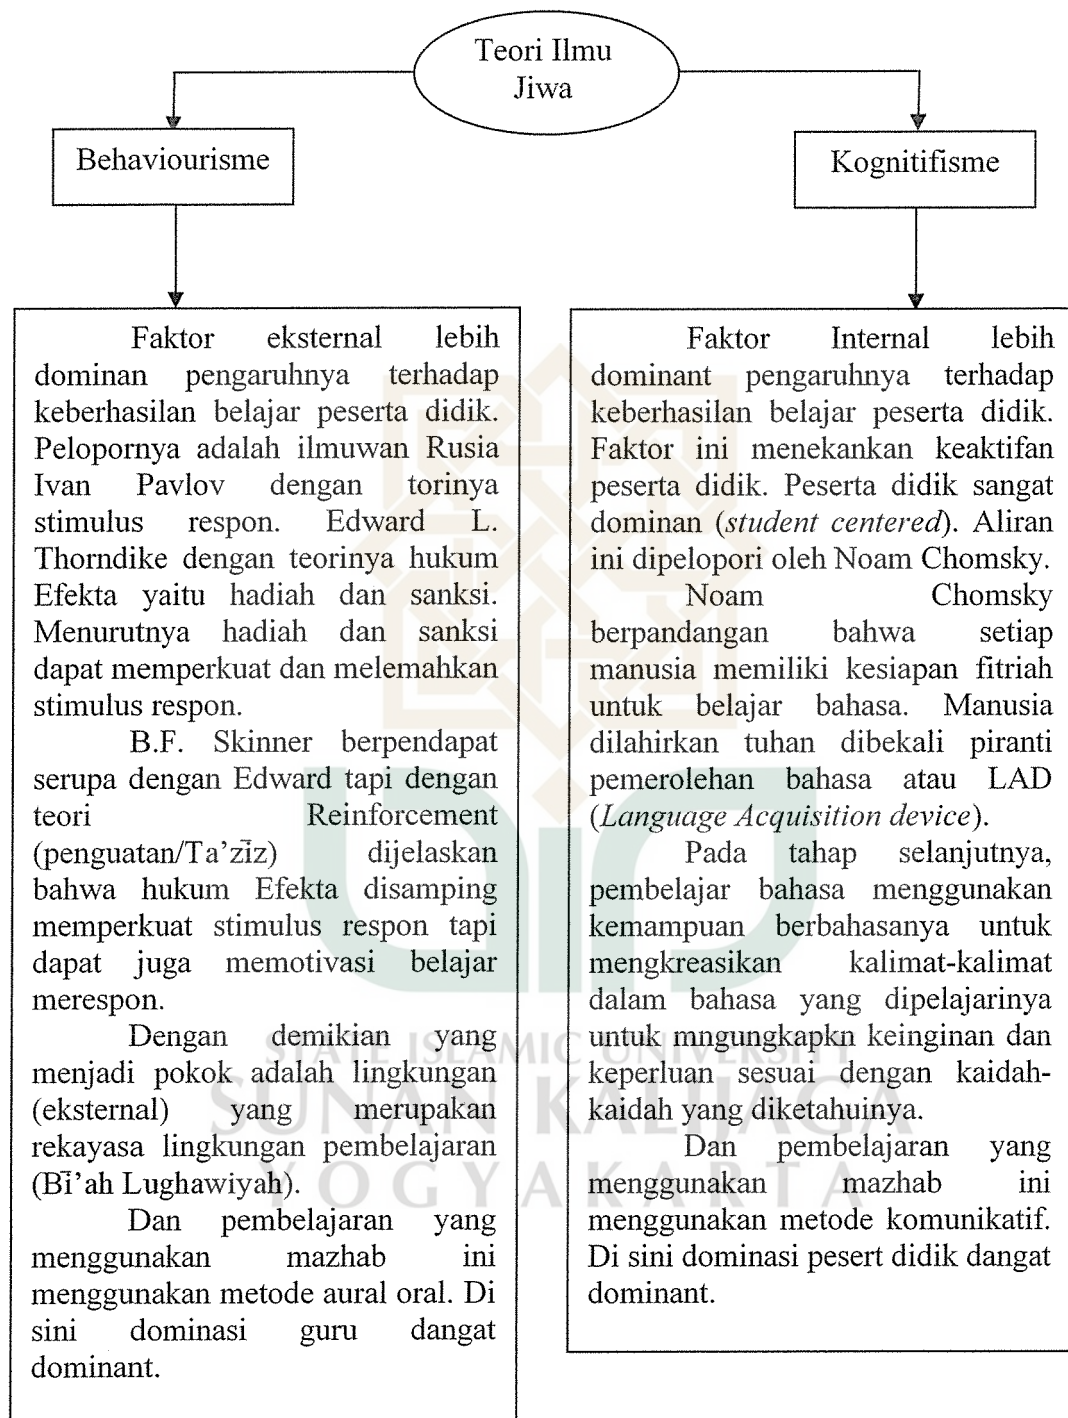 Teori Ilmu
Jiwa
Behaviourisme
Kognitifisme
Faktor eksternal lebih
dominan pengaruhnya terhadap
keberhasilan belajar peserta didik.
Pelopornya adalah ilmuwan Rusia
Ivan Pavlov dengan torinya
stimulus respon. Edward L.
Thorndike dengan teorinya hukum
Efekta yaitu hadiah dan sanksi.
Menurutnya hadiah dan sanksi
dapat memperkuat dan melemahkan
stimulus respon.
B.F. Skinner berpendapat
serupa dengan Edward tapi dengan
teori Reinforcement
(penguatan/Ta’zīz) dijelaskan
bahwa hukum Efekta disamping
memperkuat stimulus respon tapi
dapat juga memotivasi belajar
merespon.
Dengan demikian yang
menjadi pokok adalah lingkungan
(eksternal) yang merupakan
rekayasa lingkungan pembelajaran
(Bī’ah Lughawiyah).
Dan pembelajaran yang
menggunakan mazhab ini
menggunakan metode aural oral. Di
sini dominasi guru dangat
dominant.
Faktor Internal lebih
dominant pengaruhnya terhadap
keberhasilan belajar peserta didik.
Faktor ini menekankan keaktifan
peserta didik. Peserta didik sangat
dominan (student centered). Aliran
ini dipelopori oleh Noam Chomsky.
Noam Chomsky
berpandangan bahwa setiap
manusia memiliki kesiapan fitriah
untuk belajar bahasa. Manusia
dilahirkan tuhan dibekali piranti
pemerolehan bahasa atau LAD
(Language Acquisition device).
Pada tahap selanjutnya,
pembelajar bahasa menggunakan
kemampuan berbahasanya untuk
mengkreasikan kalimat-kalimat
dalam bahasa yang dipelajarinya
untuk mngungkapkn keinginan dan
keperluan sesuai dengan kaidah-
kaidah yang diketahuinya.
Dan pembelajaran yang
menggunakan mazhab ini
menggunakan metode komunikatif.
Di sini dominasi pesert didik dangat
dominant.
STATE ISLAMIC UNIVERSITY
SUNAN KALIJAGA
YOGYAKARTA